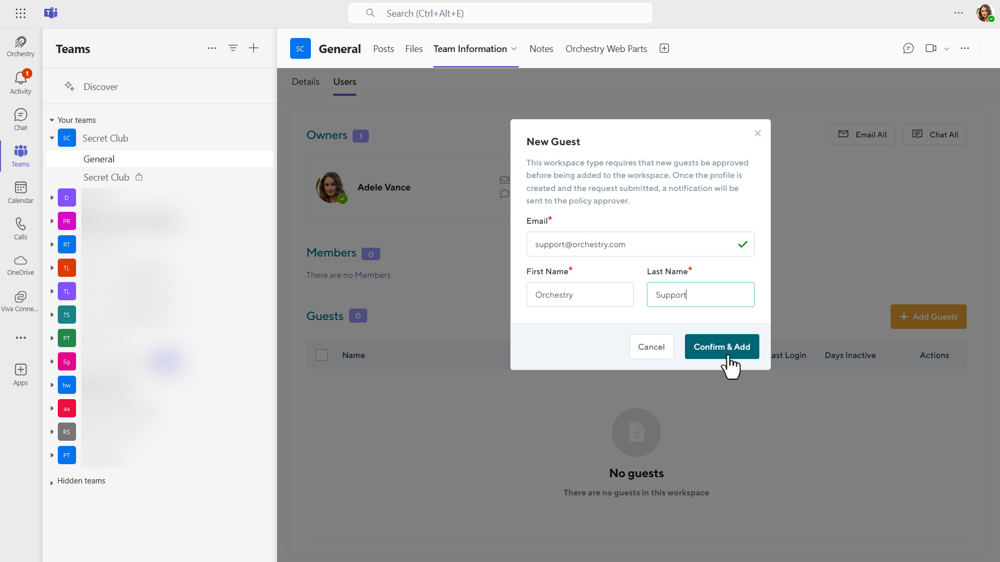 Search (Ctrl+Alt+E)
Orchestry
1
Activity
Chat
Teams
Calendar
Calls
OneDrive
Viva Conne...
Apps
Teams
Discover
Your teams
SC Secret Club
General
Secret Club
D
PR
RT
TL
TL
TS
PT
Sg
hw
aa
RS
PT
Hidden teams
SC General Posts Files Team Information Notes Orchestry Web Parts
Details Users
Owners 1
Email All Chat All
Adele Vance
Members 0
There are no Members
Guests 0
Add Guests
Name ast Login Days Inactive Actions
No guests
There are no guests in this workspace
New Guest
This workspace type requires that new guests be approved
before being added to the workspace. Once the profile is
created and the request submitted, a notification will be
sent to the policy approver.
Email*
support@orchestry.com
First Name* Last Name*
Orchestry Support
Cancel Confirm & Add